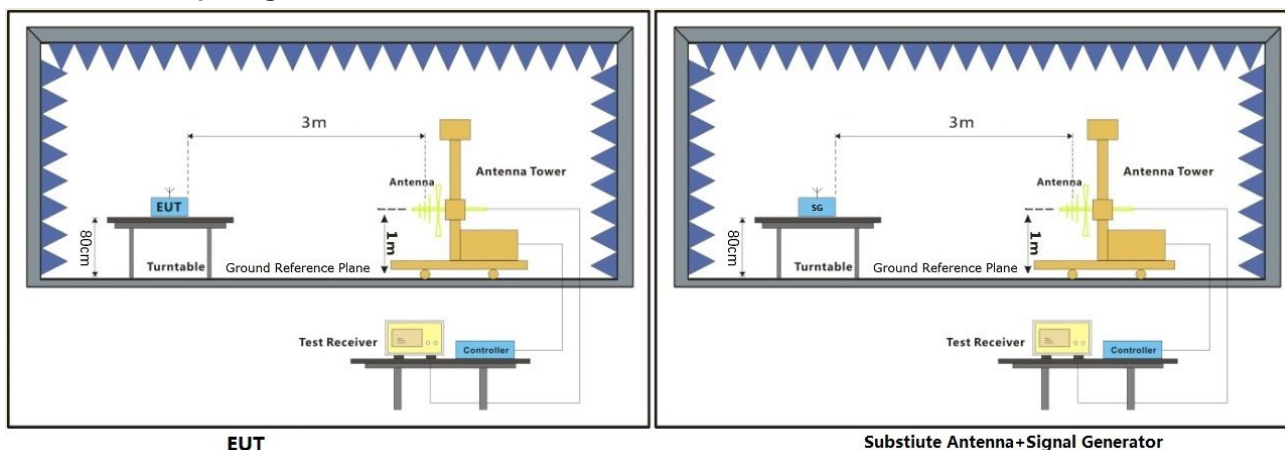 3m
Antenna
Antenna Tower
EUT
80cm
1m
Turntable
Ground Reference Plane
Test Receiver
Controller
EUT
3m
Antenna
Antenna Tower
SG
80cm
1m
Turntable
Ground Reference Plane
Test Receiver
Controller
Substiute Antenna+Signal Generator